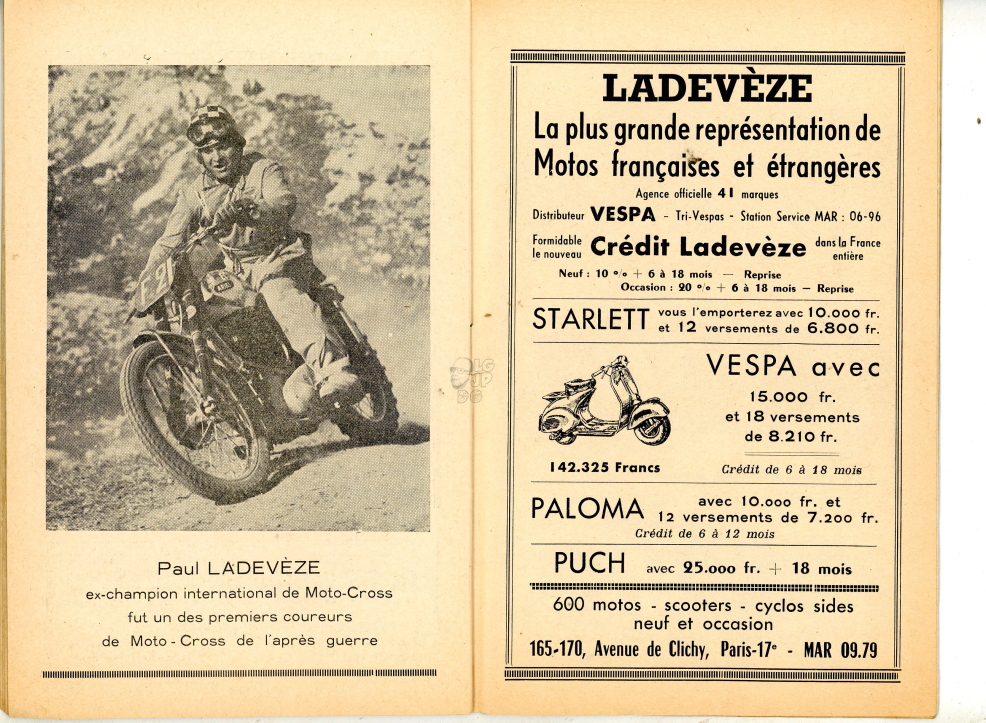 F 21
Paul LADEVÈZE
ex-champion international de Moto-Cross
fut un des premiers coureurs
de Moto-Cross de l'après guerre
LADEVÈZE
La plus grande représentation de
Motos françaises et étrangères
Agence officielle 41 marques
Distributeur VESPA - Tri-Vespas - Station Service MAR : 06-96
Formidable
le nouveau
Crédit Ladevèze
dans la France
entière
Neuf : 10 % + 6 à 18 mois — Reprise
Occasion : 20 % + 6 à 18 mois — Reprise
STARLETT
vous l'emporterez avec 10.000 fr.
et 12 versements de 6.800 fr.
VESPA avec
15.000 fr.
et 18 versements
de 8.210 fr.
142.325 Francs
Crédit de 6 à 18 mois
PALOMA
avec 10.000 fr. et
12 versements de 7.200 fr.
Crédit de 6 à 12 mois
PUCH avec 25.000 fr. + 18 mois
600 motos - scooters - cyclos sides
neuf et occasion
165-170, Avenue de Clichy, Paris-17e - MAR 09.79